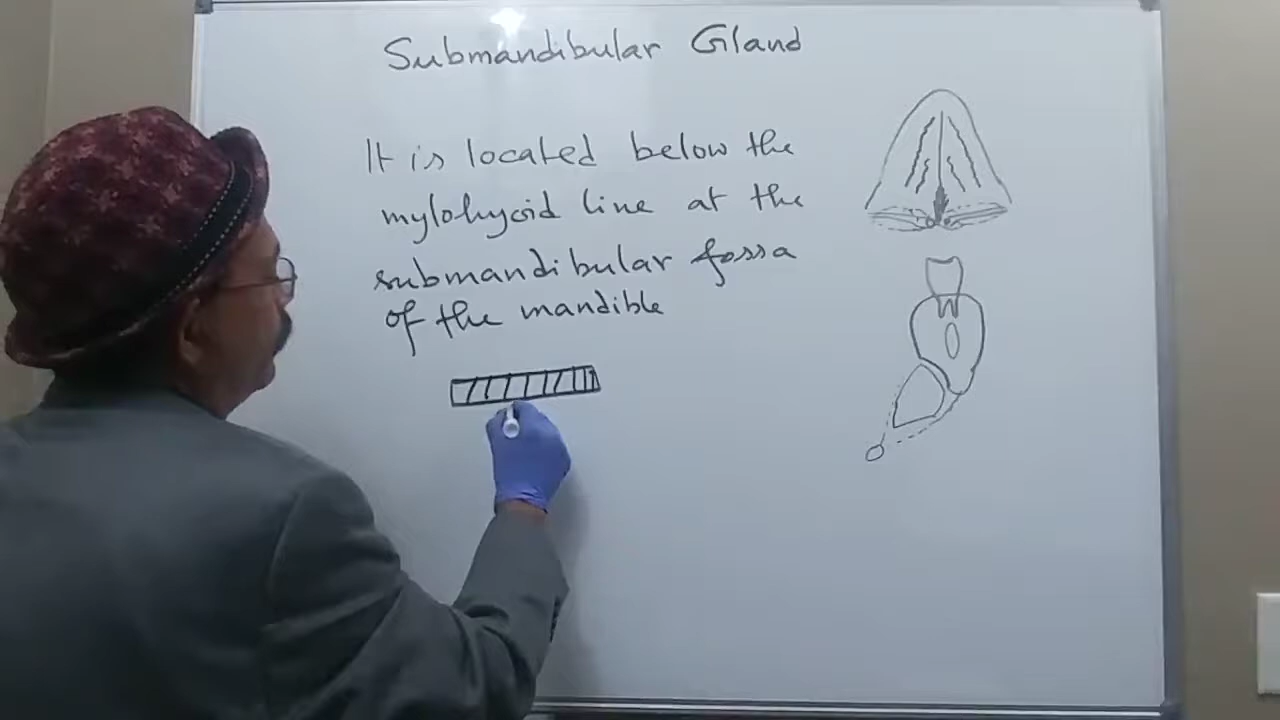 Submandibular Gland
It is located below the
mylohyoid line at the
submandibular fossa
of the mandible